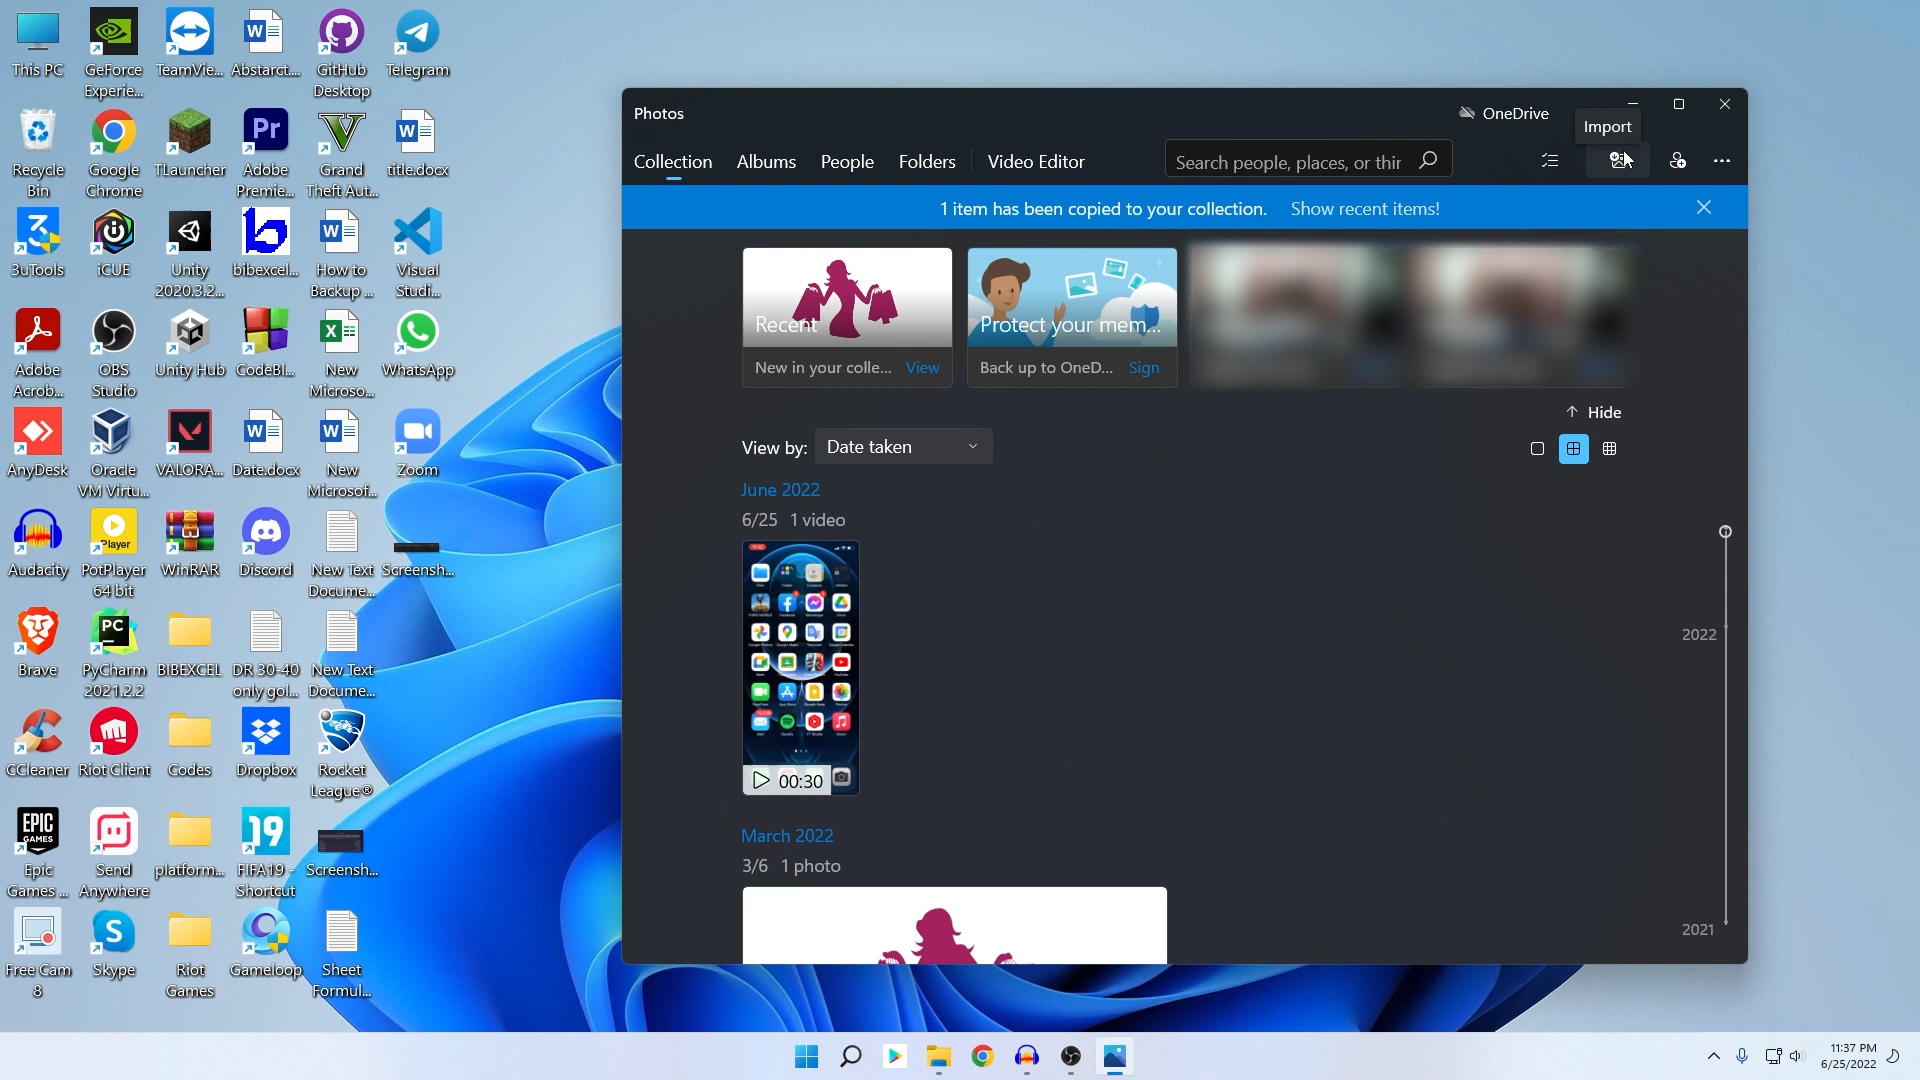 This PC
GeForce
Experie...
TeamVie...
Abstarct....
GitHub
Desktop
Telegram
Recycle
Bin
Google
Chrome
TLauncher
Adobe
Premie...
Grand
Theft Aut...
title.docx
3uTools
iCUE
Unity
2020.3.2...
bibexcel...
How to
Backup ...
Visual
Studi...
Adobe
Acrob...
OBS
Studio
Unity Hub
CodeBl...
New
Microso...
WhatsApp
AnyDesk
Oracle
VM Virtu...
VALORA...
Date.docx
New
Microsof...
Zoom
Audacity
PotPlayer
64 bit
WinRAR
Discord
New Text
Docume...
Screensh...
Brave
PyCharm
2021.2.2
BIBEXCEL
DR 30-40
only gol...
New Text
Docume...
CCleaner
Riot Client
Codes
Dropbox
Rocket
League®
Epic
Games ...
Send
Anywhere
platform...
FIFA19 -
Shortcut
Screensh...
Free Cam
8
Skype
Riot
Games
Gameloop
Sheet
Formul...
Photos
OneDrive
Import
Collection
Albums
People
Folders
Video Editor
Search people, places, or thir
1 item has been copied to your collection.
Show recent items!
Recent
New in your colle...
View
Protect your mem...
Back up to OneD...
Sign
Hide
View by:
Date taken
June 2022
6/25 1 video
00:30
March 2022
3/6 1 photo
2022
2021
11:37 PM
6/25/2022